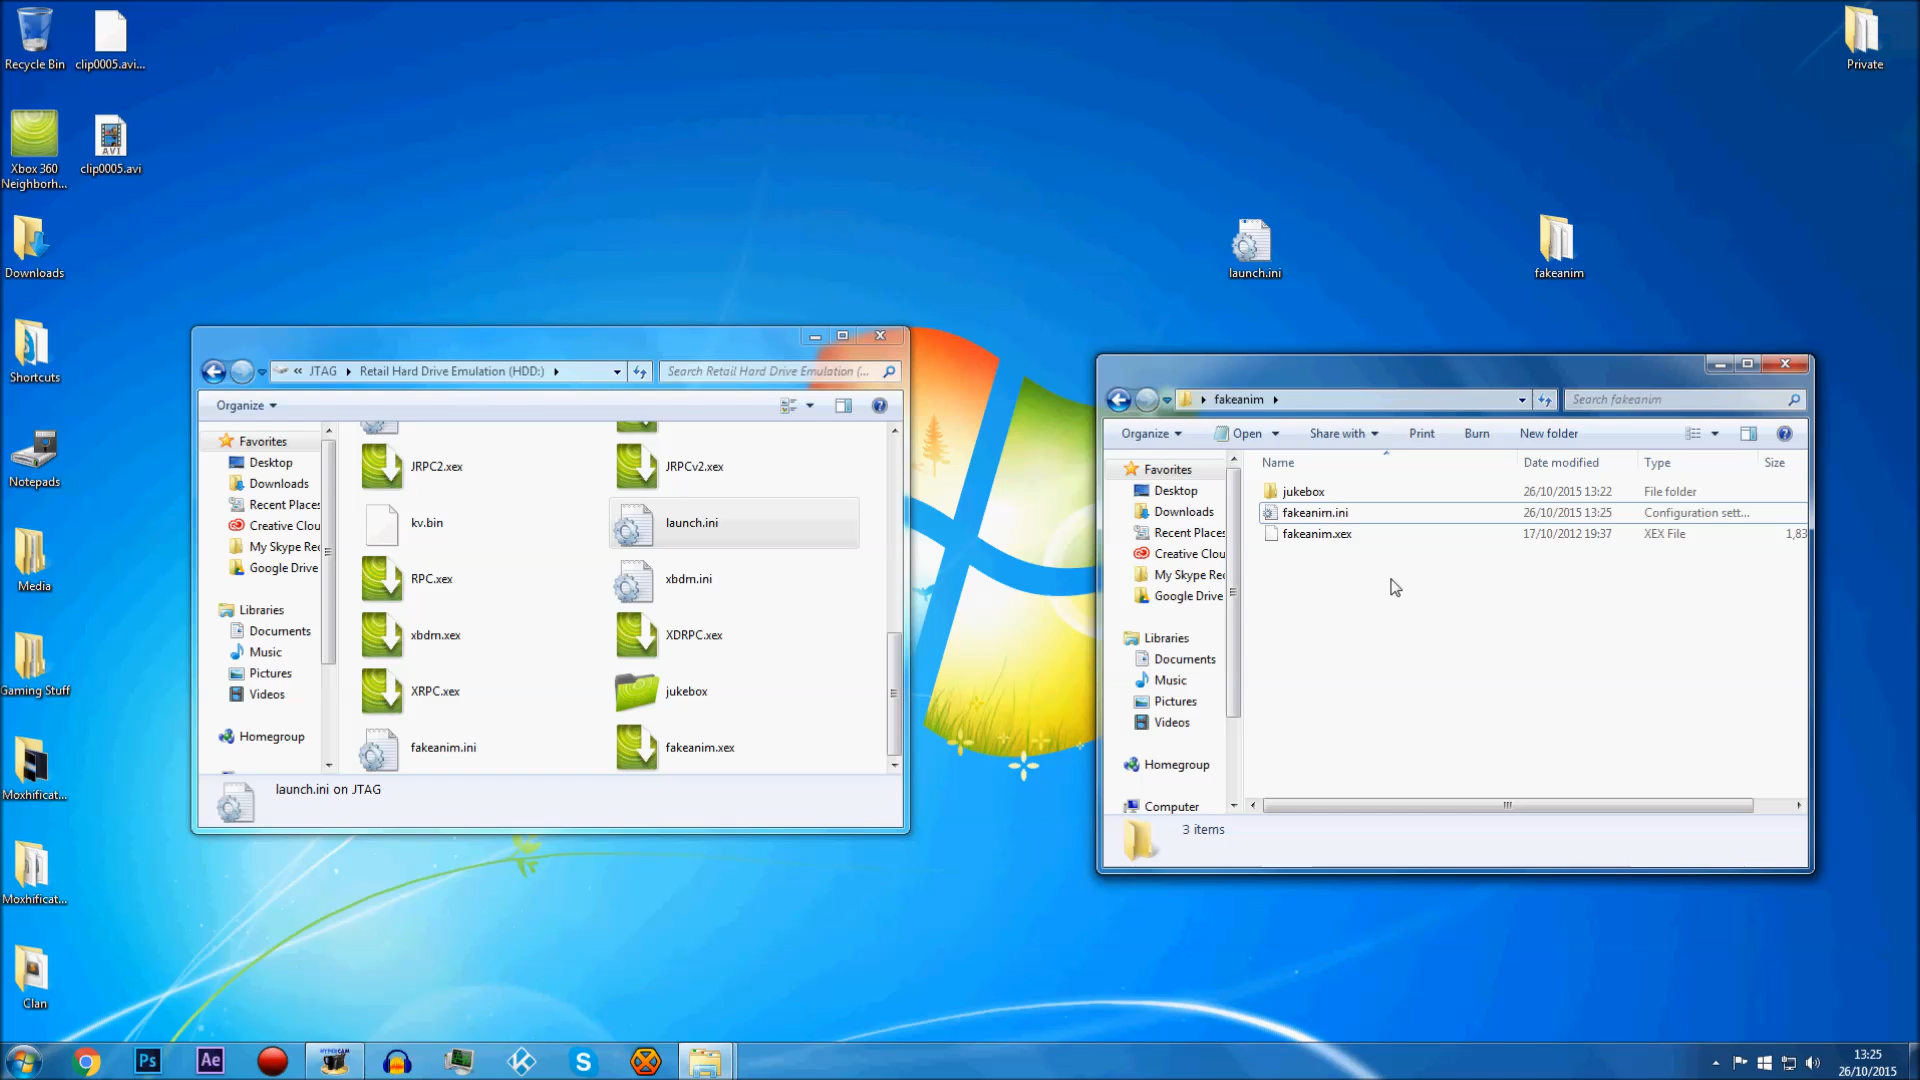 Recycle Bin
clip0005.avi...
Private
Xbox 360
Neighborh...
AVI
clip0005.avi
Downloads
launch.ini
fakeanim
Shortcuts
Notepads
Media
Gaming Stuff
Moxhificat...
Moxhificat...
Clan
« JTAG Retail Hard Drive Emulation (HDD:)
Search Retail Hard Drive Emulation (...
Organize
Favorites
Desktop
Downloads
Recent Places
Creative Clou
My Skype Rec
Google Drive
Libraries
Documents
Music
Pictures
Videos
Homegroup
JRPC2.xex
JRPCv2.xex
kv.bin
launch.ini
RPC.xex
xbdm.ini
xbdm.xex
XDRPC.xex
XRPC.xex
jukebox
fakeanim.ini
fakeanim.xex
launch.ini on JTAG
fakeanim
Search fakeanim
Organize Open Share with Print Burn New folder
Favorites
Desktop
Downloads
Recent Places
Creative Clou
My Skype Rec
Google Drive
Libraries
Documents
Music
Pictures
Videos
Homegroup
Computer
Name Date modified Type Size
jukebox 26/10/2015 13:22 File folder
fakeanim.ini 26/10/2015 13:25 Configuration sett...
fakeanim.xex 17/10/2012 19:37 XEX File 1,83
3 items
Ps
Ae
HYPERCAM
S
13:25
26/10/2015